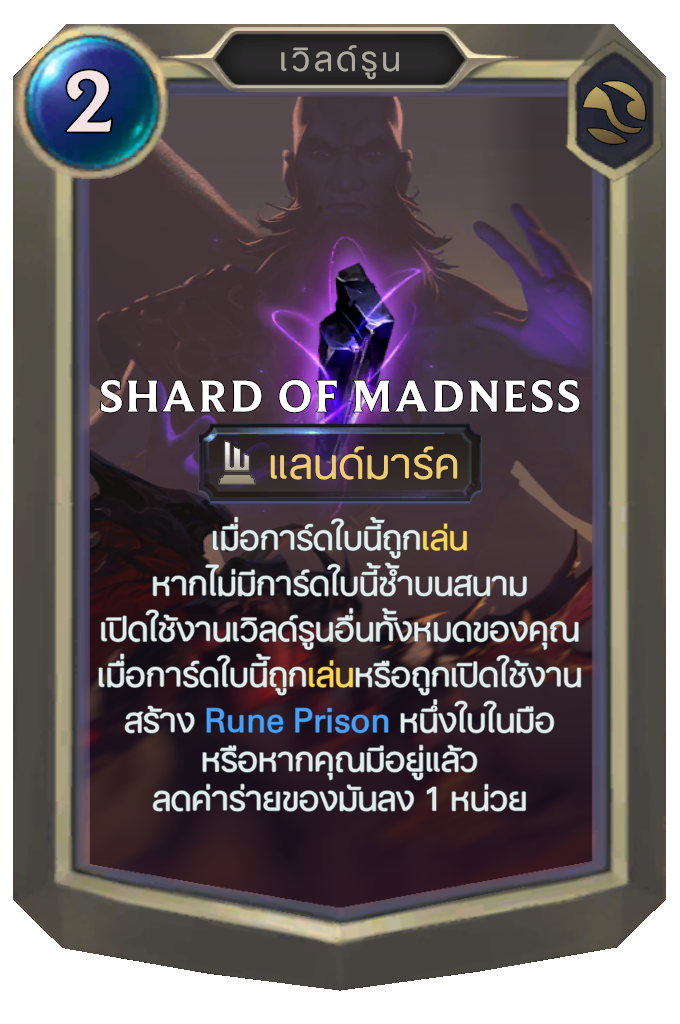 2
เวิลด์รูน
SHARD OF MADNESS
แลนด์มาร์ค
เมื่อการ์ดใบนี้ถูกเล่น
หากไม่มีการ์ดใบนี้ซ้ำบนสนาม
เปิดใช้งานเวิลด์รูนอื่นทั้งหมดของคุณ
เมื่อการ์ดใบนี้ถูกเล่นหรือถูกเปิดใช้งาน
สร้าง Rune Prison หนึ่งใบในมือ
หรือหากคุณมีอยู่แล้ว
ลดค่าร่ายของมันลง 1 หน่วย